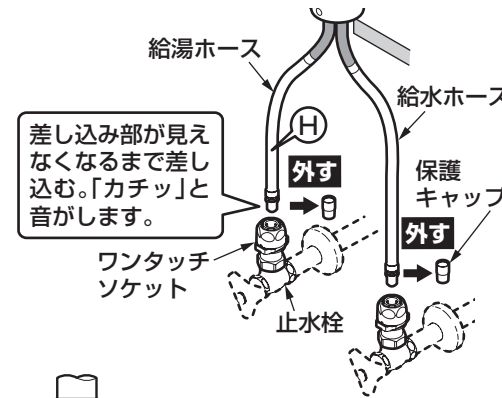 給湯ホース
給水ホース
H
差し込み部が見え
なくなるまで差し
込む。「カチッ」と
音がします。
外す
保護
キャップ
外す
ワンタッチ
ソケット
止水栓